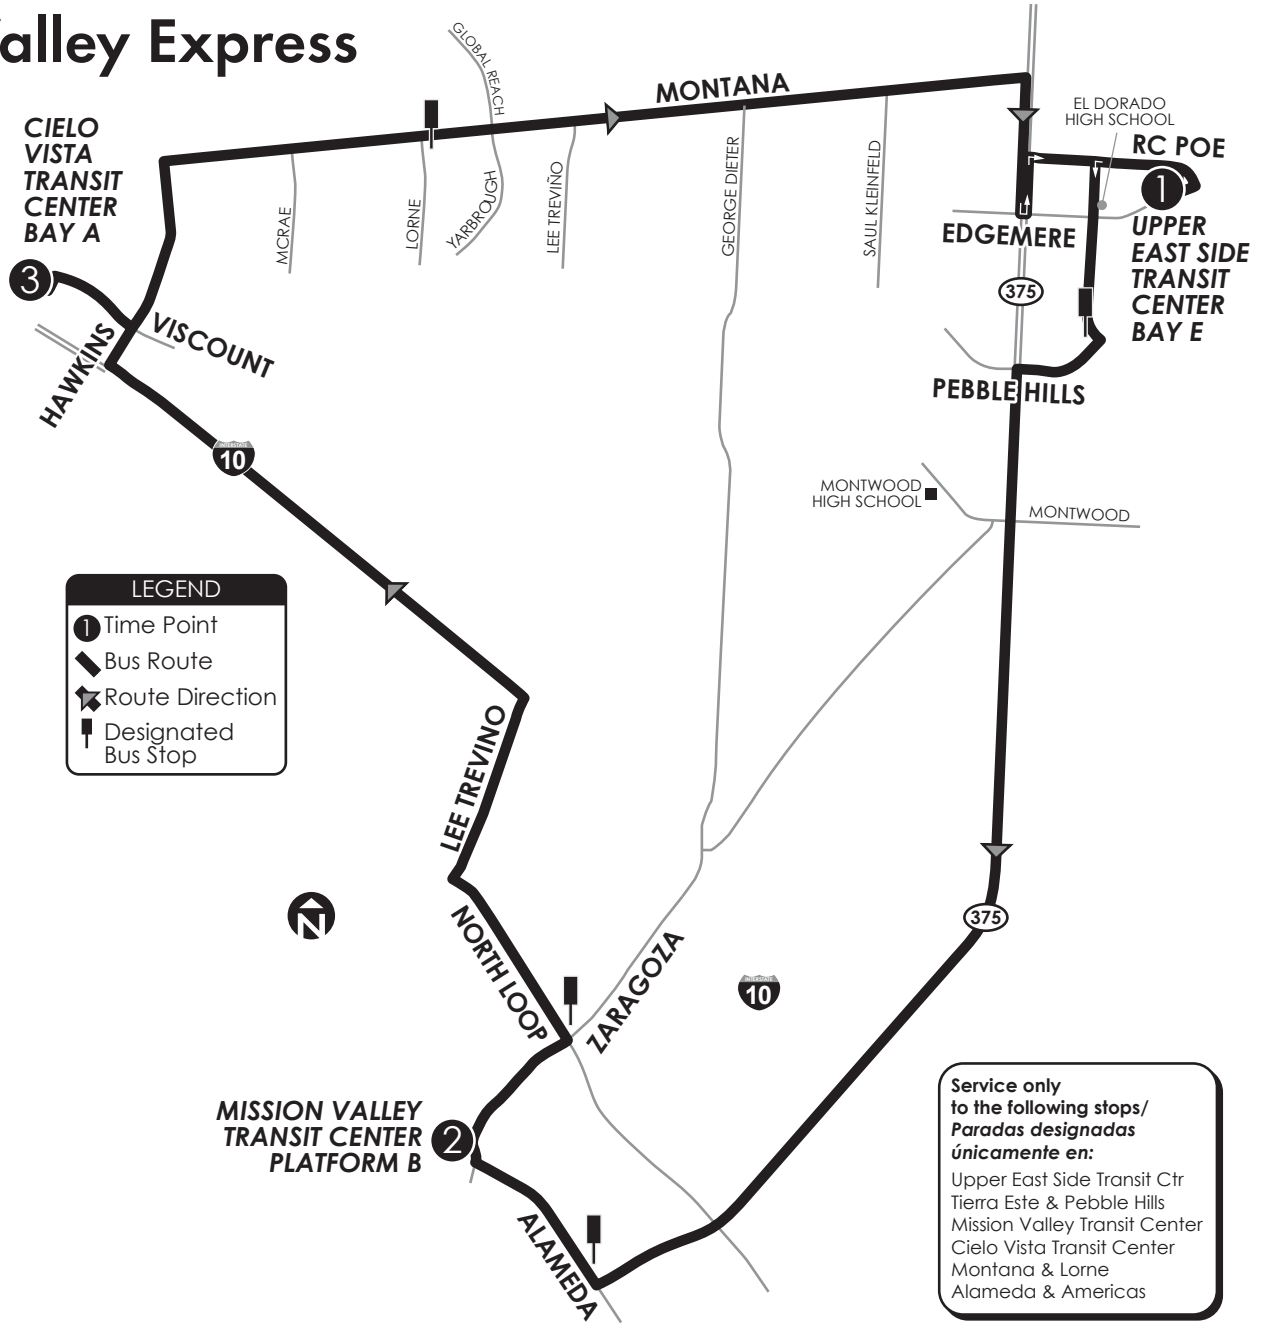 alley Express
CIELO
VISTA
TRANSIT
CENTER
BAY A
3
HAWKINS
VISCOUNT
MCRAE
LORNE
GLOBAL REACH
YARBROUGH
LEE TREVIÑO
MONTANA
GEORGE DIETER
SAUL KLEINFELD
EL DORADO
HIGH SCHOOL
RC POE
1
UPPER
EAST SIDE
TRANSIT
CENTER
BAY E
EDGEMERE
375
PEBBLE HILLS
MONTWOOD
HIGH SCHOOL
MONTWOOD
INTERSTATE
10
LEGEND
1 Time Point
Bus Route
Route Direction
Designated
Bus Stop
LEE TREVINO
N
NORTH LOOP
ZARAGOZA
INTERSTATE
10
375
MISSION VALLEY
TRANSIT CENTER
PLATFORM B
2
ALAMEDA
Service only
to the following stops/
Paradas designadas
únicamente en:
Upper East Side Transit Ctr
Tierra Este & Pebble Hills
Mission Valley Transit Center
Cielo Vista Transit Center
Montana & Lorne
Alameda & Americas